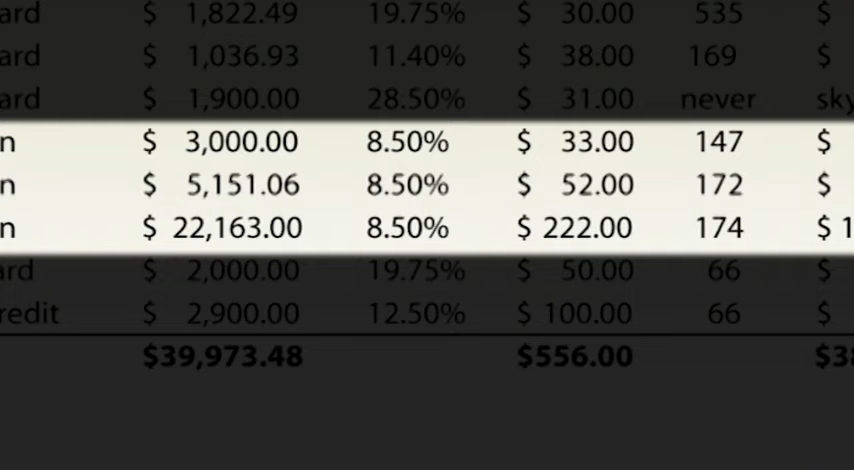 ard $ 1,822.49 19.75% $ 30.00 535 $
ard $ 1,036.93 11.40% $ 38.00 169 $
ard $ 1,900.00 28.50% $ 31.00 never sky
n $ 3,000.00 8.50% $ 33.00 147 $
n $ 5,151.06 8.50% $ 52.00 172 $
n $ 22,163.00 8.50% $ 222.00 174 $ 1
ard $ 2,000.00 19.75% $ 50.00 66 $
redit $ 2,900.00 12.50% $ 100.00 66 $
$39,973.48 $556.00 $38